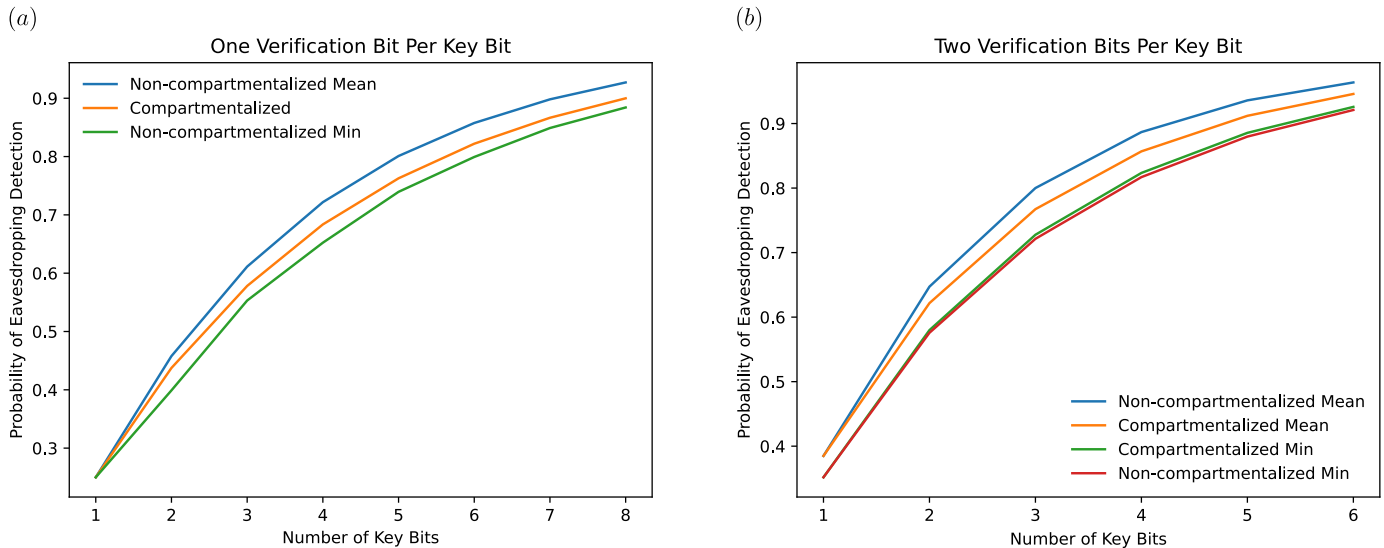 (a)
One Verification Bit Per Key Bit
Probability of Eavesdropping Detection
0.9
0.8
0.7
0.6
0.5
0.4
0.3
Non-compartmentalized Mean
Compartmentalized
Non-compartmentalized Min
1 2 3 4 5 6 7 8
Number of Key Bits
(b)
Two Verification Bits Per Key Bit
Probability of Eavesdropping Detection
0.9
0.8
0.7
0.6
0.5
0.4
Non-compartmentalized Mean
Compartmentalized Mean
Compartmentalized Min
Non-compartmentalized Min
1 2 3 4 5 6
Number of Key Bits